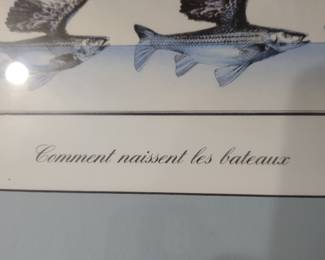 Comment naissent les bateaux